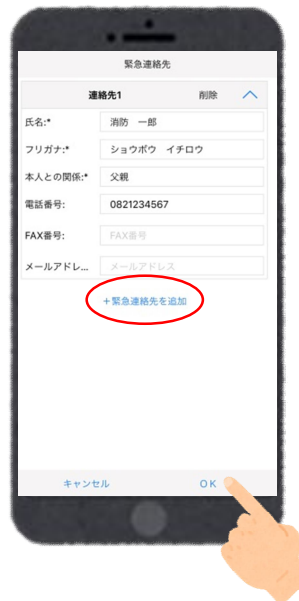 緊急連絡先
連絡先1 削除
氏名:* 消防 一郎
フリガナ:* ショウボウ イチロウ
本人との関係:* 父親
電話番号: 0821234567
FAX番号: FAX番号
メールアドレ... メールアドレス
+緊急連絡先を追加
キャンセル OK